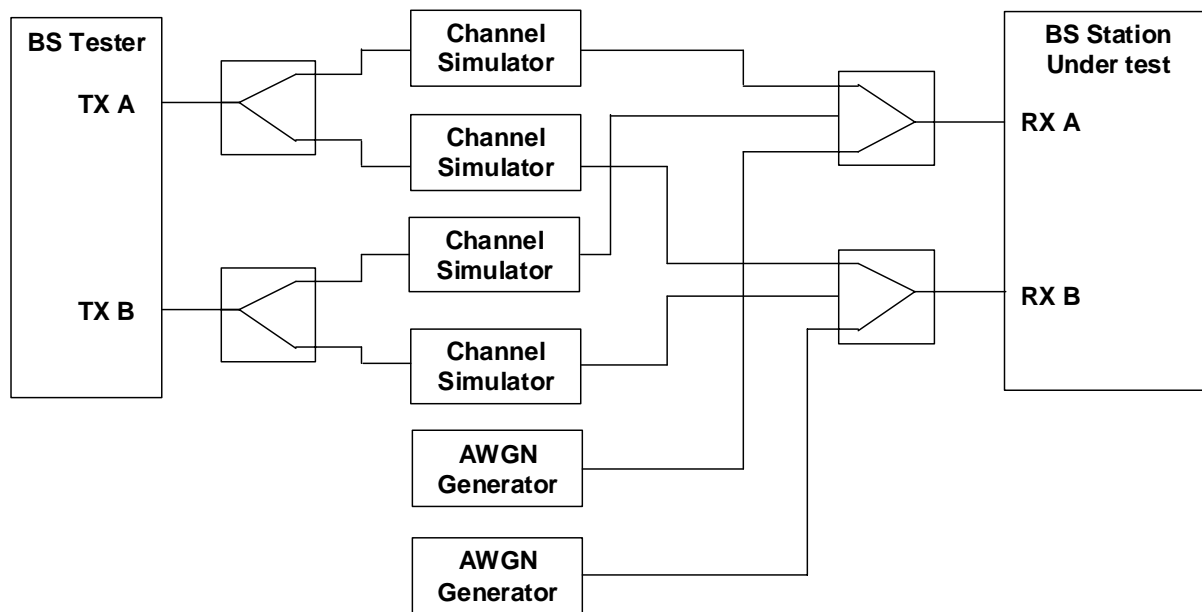 BS Tester
TX A
TX B
Channel
Simulator
Channel
Simulator
Channel
Simulator
Channel
Simulator
AWGN
Generator
AWGN
Generator
BS Station
Under test
RX A
RX B